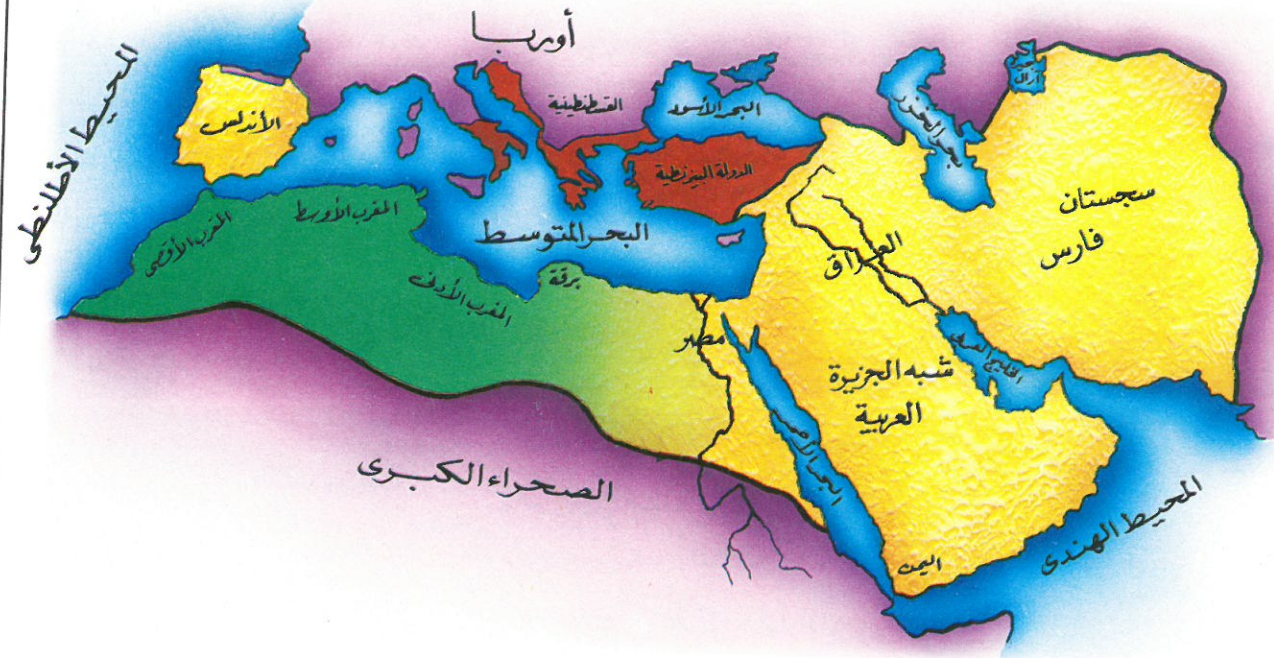 أوربا
المحيط الأطلنطى
الأندلس
القسطنطينية
البحر الأسود
بحر الخزر
آرال
الدولة البيزنطية
سجستان
فارس
العراق
البحر المتوسط
المغرب الأوسط
المغرب الأقصى
المغرب الأدنى
برقة
مصر
الخليج العربى
شبه الجزيرة
العربية
البحر الأحمر
الصحراء الكبرى
المحيط الهندى
اليمن